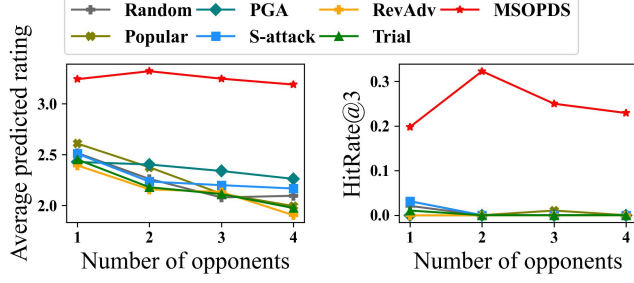 Random PGA RevAdv MSOPDS
Popular S-attack Trial
Average predicted rating
3.0
2.5
2.0
1 2 3 4
Number of opponents
HitRate@3
0.3
0.2
0.1
0.0
1 2 3 4
Number of opponents